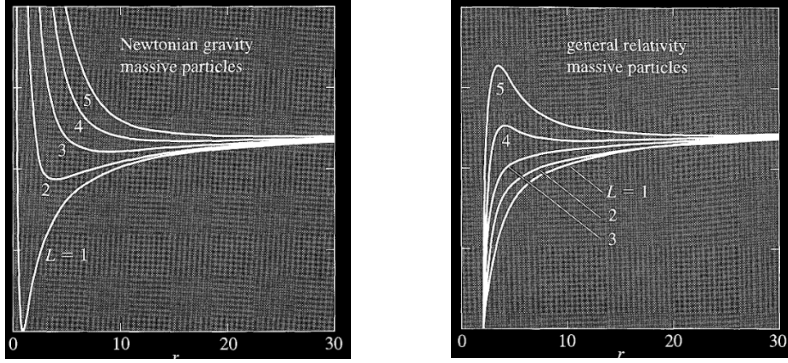 Newtonian gravity
massive particles
5
4
3
2
L = 1
0
10
20
30
r
general relativity
massive particles
5
4
L = 1
2
3
0
10
20
30
r